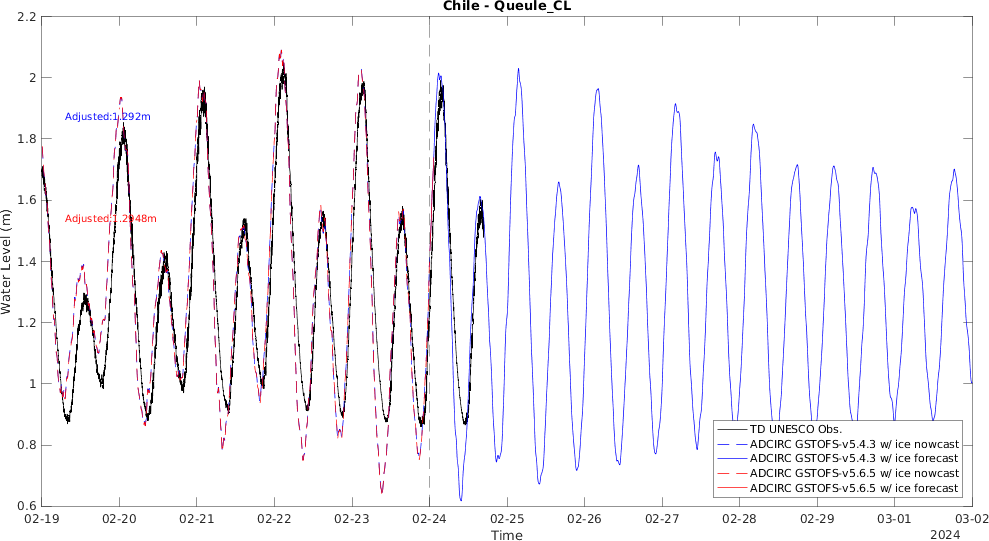 Chile - Queule_CL
2.2
2
1.8
1.6
1.4
1.2
1
0.8
0.6
Water Level (m)
Adjusted:1.292m
Adjusted:1.2948m
TD UNESCO Obs.
ADCIRC GSTOFS-v5.4.3 w/ ice nowcast
ADCIRC GSTOFS-v5.4.3 w/ ice forecast
ADCIRC GSTOFS-v5.6.5 w/ ice nowcast
ADCIRC GSTOFS-v5.6.5 w/ ice forecast
02-19 02-20 02-21 02-22 02-23 02-24 02-25 02-26 02-27 02-28 02-29 03-01 03-02
Time
2024